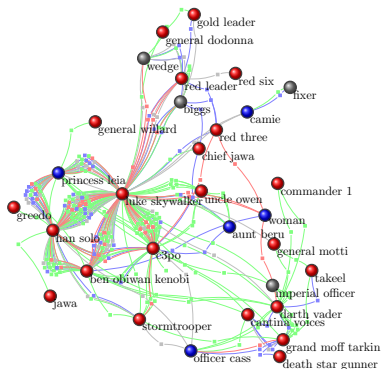 gold leader
general dodonna
wedge
red leader
red six
biggs
fixer
camie
general willard
red three
chief jawa
princess leia
commander 1
luke skywalker
uncle owen
greedo
woman
aunt beru
han solo
general motti
c3po
takeel
ben obiwan kenobi
imperial officer
jawa
darth vader
stormtrooper
cantina voices
grand moff tarkin
officer cass
death star gunner